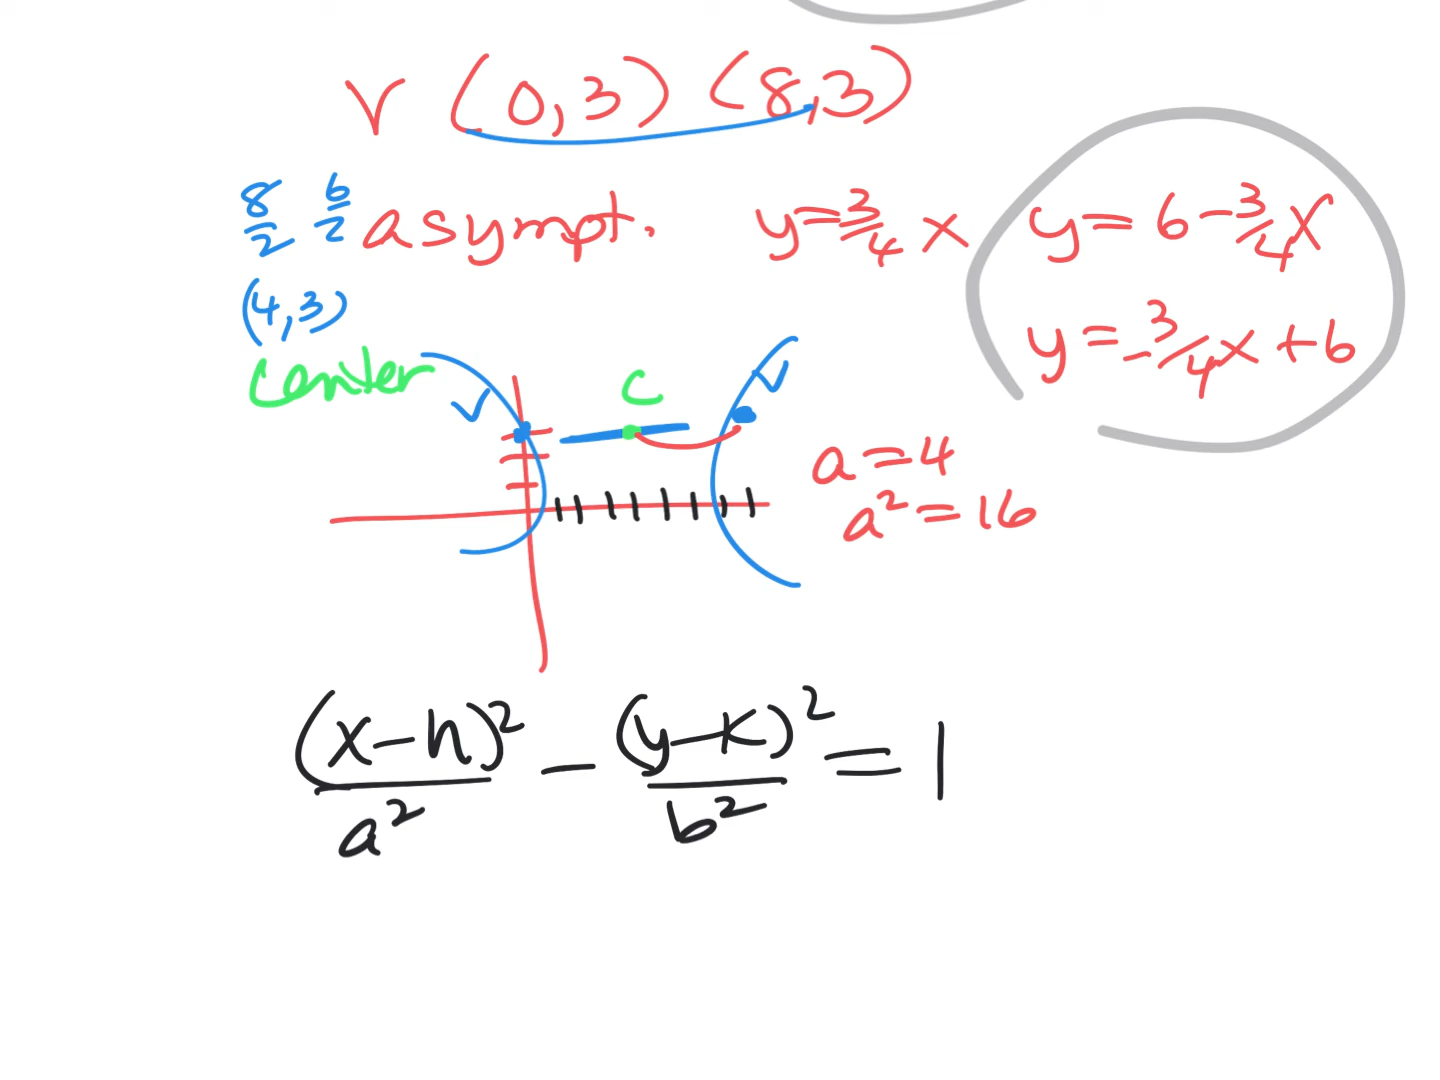 V (0,3) (8,3)
8/2 6/2 asympt. y=3/4 x y=6-3/4x
(4,3) y=-3/4x+6
center c
a=4
a²=16
(x-h)²/a² - (y-k)²/b² = 1